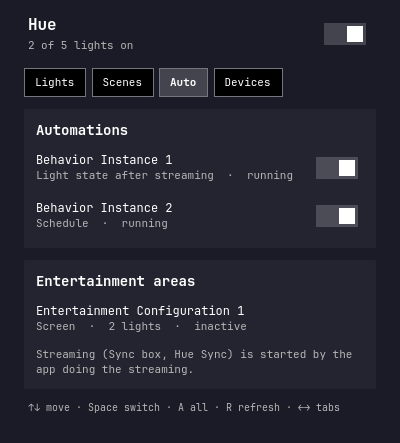 Hue
2 of 5 lights on
Lights Scenes Auto Devices
Automations
Behavior Instance 1
Light state after streaming · running
Behavior Instance 2
Schedule · running
Entertainment areas
Entertainment Configuration 1
Screen · 2 lights · inactive
Streaming (Sync box, Hue Sync) is started by the
app doing the streaming.
↑↓ move · Space switch · A all · R refresh · ↔ tabs